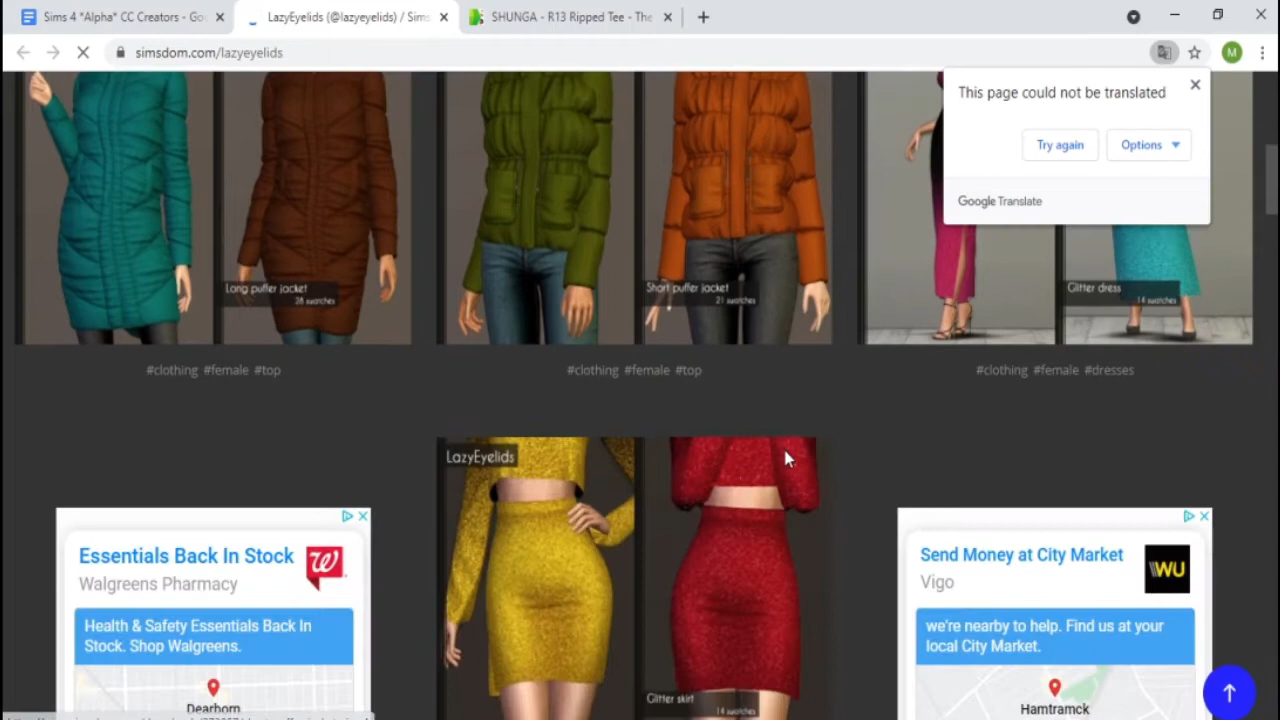 Sims 4 *Alpha* CC Creators - Go
LazyEyelids (@lazyeyelids) / Sims
SHUNGA - R13 Ripped Tee - The
simsdom.com/lazyeyelids
M
This page could not be translated
Try again
Options
Google Translate
Long puffer jacket
28 swatches
Short puffer jacket
21 swatches
Glitter dress
14 swatches
#clothing #female #top
#clothing #female #top
#clothing #female #dresses
LazyEyelids
Glitter skirt
14 swatches
Essentials Back In Stock
Walgreens Pharmacy
Health & Safety Essentials Back In
Stock. Shop Walgreens.
Dearborn
Send Money at City Market
Vigo
WU
we're nearby to help. Find us at your
local City Market.
Hamtramck